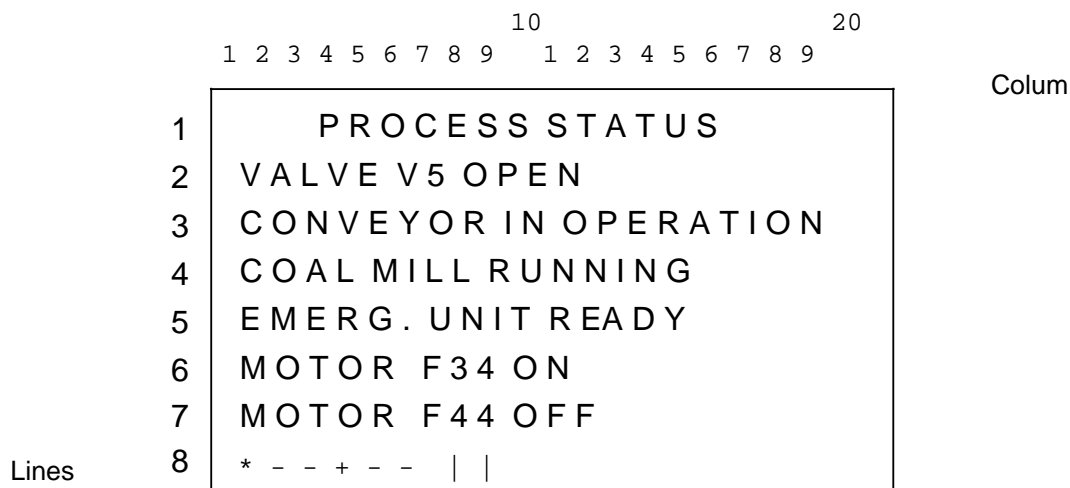 10 20
1 2 3 4 5 6 7 8 9 1 2 3 4 5 6 7 8 9
Colum
1 PROCESS STATUS
2 VALVE V5 OPEN
3 CONVEYOR IN OPERATION
4 COAL MILL RUNNING
5 EMERG. UNIT READY
6 MOTOR F34 ON
7 MOTOR F44 OFF
Lines 8 * - - + - - | |